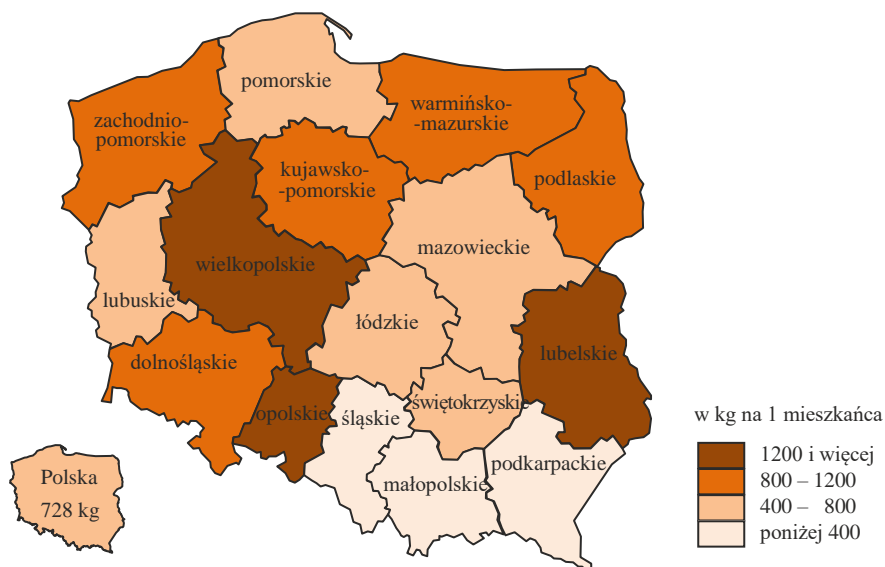 pomorskie
zachodnio-
pomorskie
warmińsko-
-mazurskie
kujawsko-
-pomorskie
podlaskie
mazowieckie
wielkopolskie
lubuskie
łódzkie
dolnośląskie
lubelskie
opolskie
śląskie
świętokrzyskie
małopolskie
podkarpackie
Polska
728 kg
w kg na 1 mieszkańca
1200 i więcej
800 – 1200
400 – 800
poniżej 400